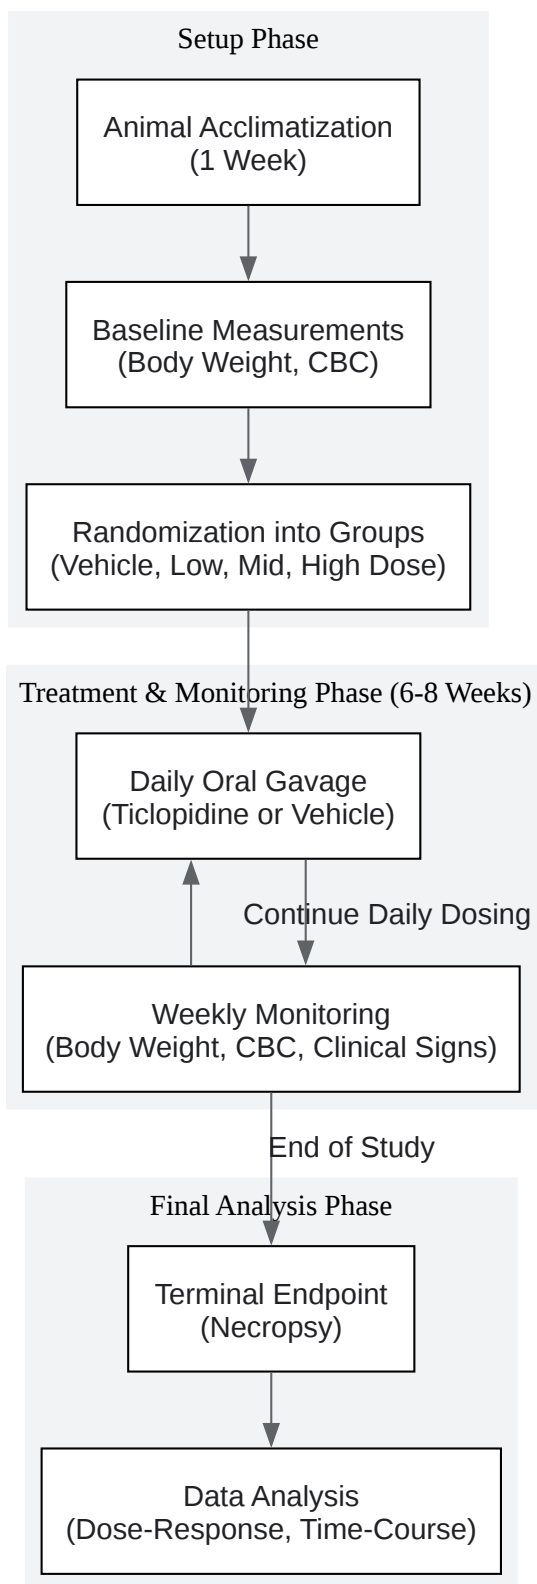 Setup Phase
Animal Acclimatization
(1 Week)
Baseline Measurements
(Body Weight, CBC)
Randomization into Groups
(Vehicle, Low, Mid, High Dose)
Treatment & Monitoring Phase (6-8 Weeks)
Daily Oral Gavage
(Ticlopidine or Vehicle)
Continue Daily Dosing
Weekly Monitoring
(Body Weight, CBC, Clinical Signs)
End of Study
Final Analysis Phase
Terminal Endpoint
(Necropsy)
Data Analysis
(Dose-Response, Time-Course)